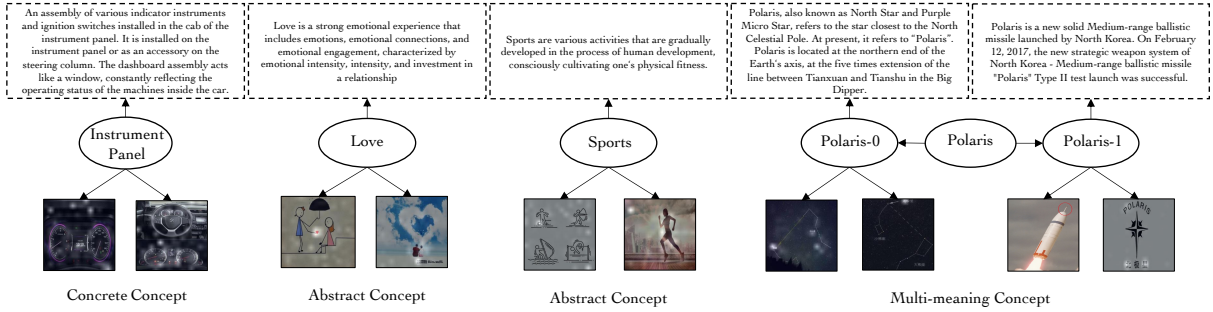 An assembly of various indicator instruments
and ignition switches installed in the cab of the
instrument panel. It is installed on the
instrument panel or as an accessory on the
steering column. The dashboard assembly acts
like a window, constantly reflecting the
operating status of the machines inside the car.
Love is a strong emotional experience that
includes emotions, emotional connections, and
emotional engagement, characterized by
emotional intensity, intensity, and investment in
a relationship
Sports are various activities that are gradually
developed in the process of human development,
consciously cultivating one's physical fitness.
Polaris, also known as North Star and Purple
Micro Star, refers to the star closest to the North
Celestial Pole. At present, it refers to “Polaris”.
Polaris is located at the northern end of the
Earth's axis, at the five times extension of the
line between Tianxuan and Tianshu in the Big
Dipper.
Polaris is a new solid Medium-range ballistic
missile launched by North Korea. On February
12, 2017, the new strategic weapon system of
North Korea - Medium-range ballistic missile
"Polaris" Type II test launch was successful.
Instrument
Panel
Love
Sports
Polaris-0
Polaris
Polaris-1
POLARIS
Concrete Concept
Abstract Concept
Abstract Concept
Multi-meaning Concept